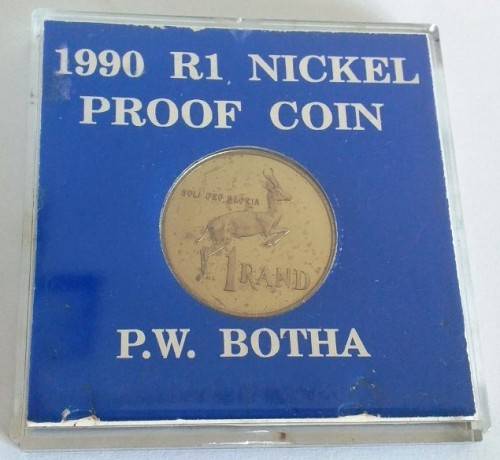 1990 R1 NICKEL
PROOF COIN
SOLI DEO GLORIA
1 RAND
P.W. BOTHA